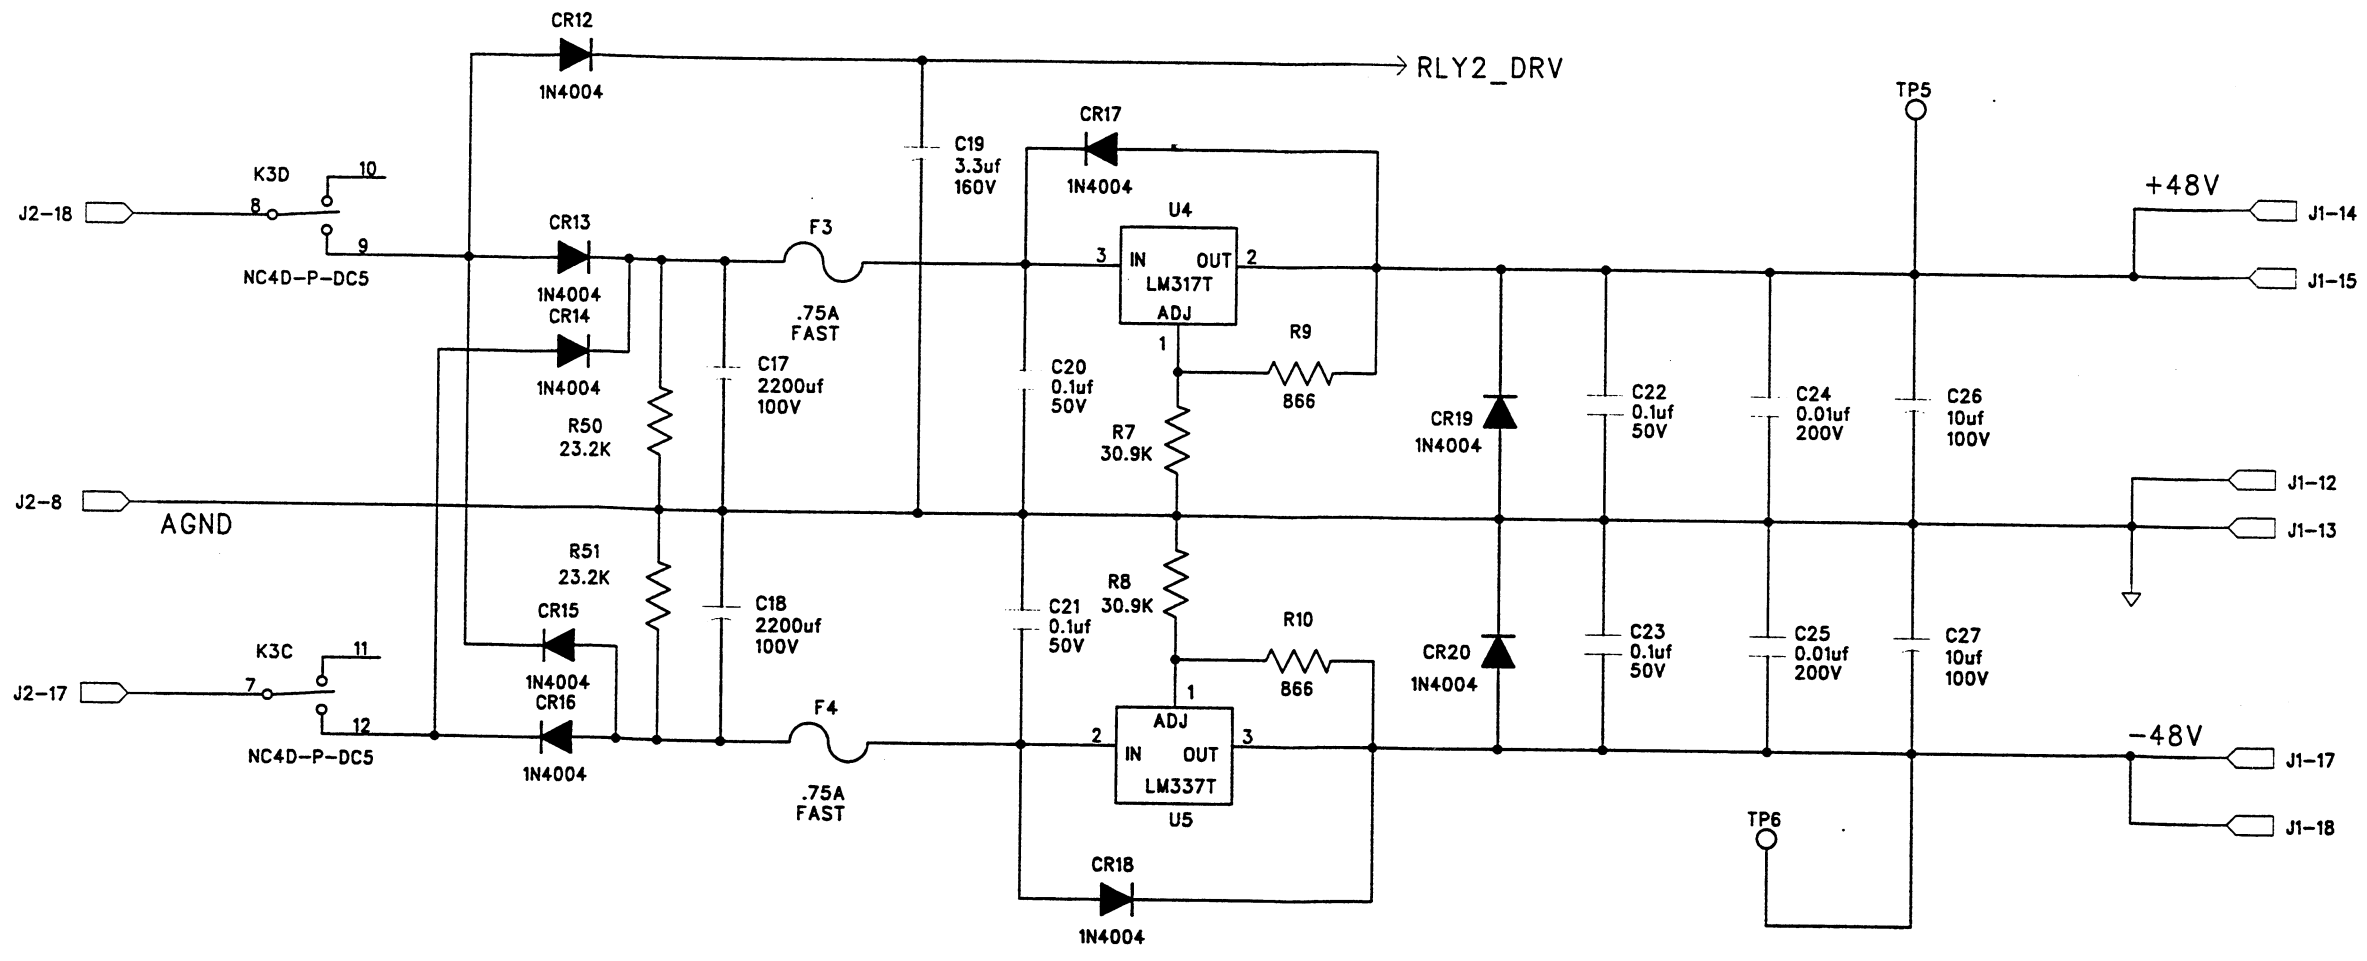 CR12
1N4004
RLY2_DRV
TP5
CR17
1N4004
C19
3.3uf
160V
K3D
10
J2-18
8
9
NC4D-P-DC5
CR13
1N4004
F3
.75A
FAST
U4
3
IN
OUT
2
LM317T
ADJ
1
+48V
J1-14
J1-15
CR14
1N4004
R50
23.2K
C17
2200uf
100V
C20
0.1uf
50V
R9
866
R7
30.9K
CR19
1N4004
C22
0.1uf
50V
C24
0.01uf
200V
C26
10uf
100V
J2-8
AGND
J1-12
J1-13
R51
23.2K
CR15
1N4004
C18
2200uf
100V
C21
0.1uf
50V
R8
30.9K
R10
866
CR20
1N4004
C23
0.1uf
50V
C25
0.01uf
200V
C27
10uf
100V
K3C
11
J2-17
7
12
NC4D-P-DC5
CR16
1N4004
F4
.75A
FAST
1
ADJ
2
IN
OUT
3
LM337T
U5
-48V
J1-17
J1-18
TP6
CR18
1N4004